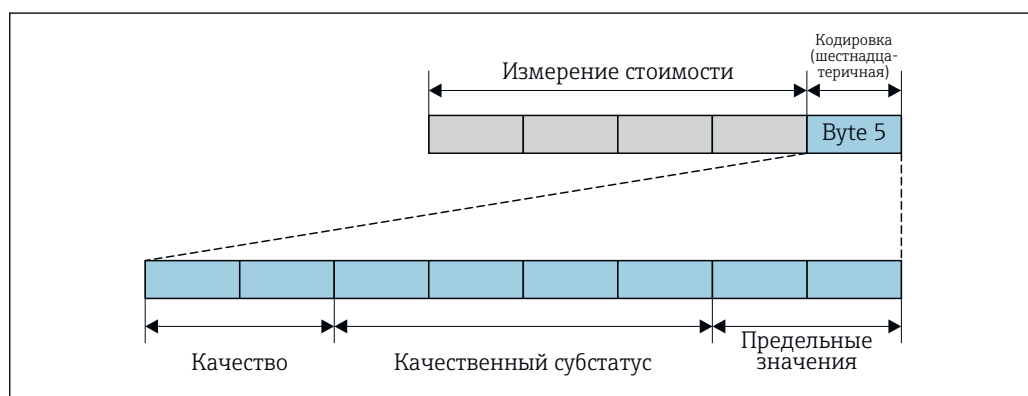 Кодировка
(шестнадца-
теричная)
Измерение стоимости
Byte 5
Качество
Качественный субстатус
Предельные
значения